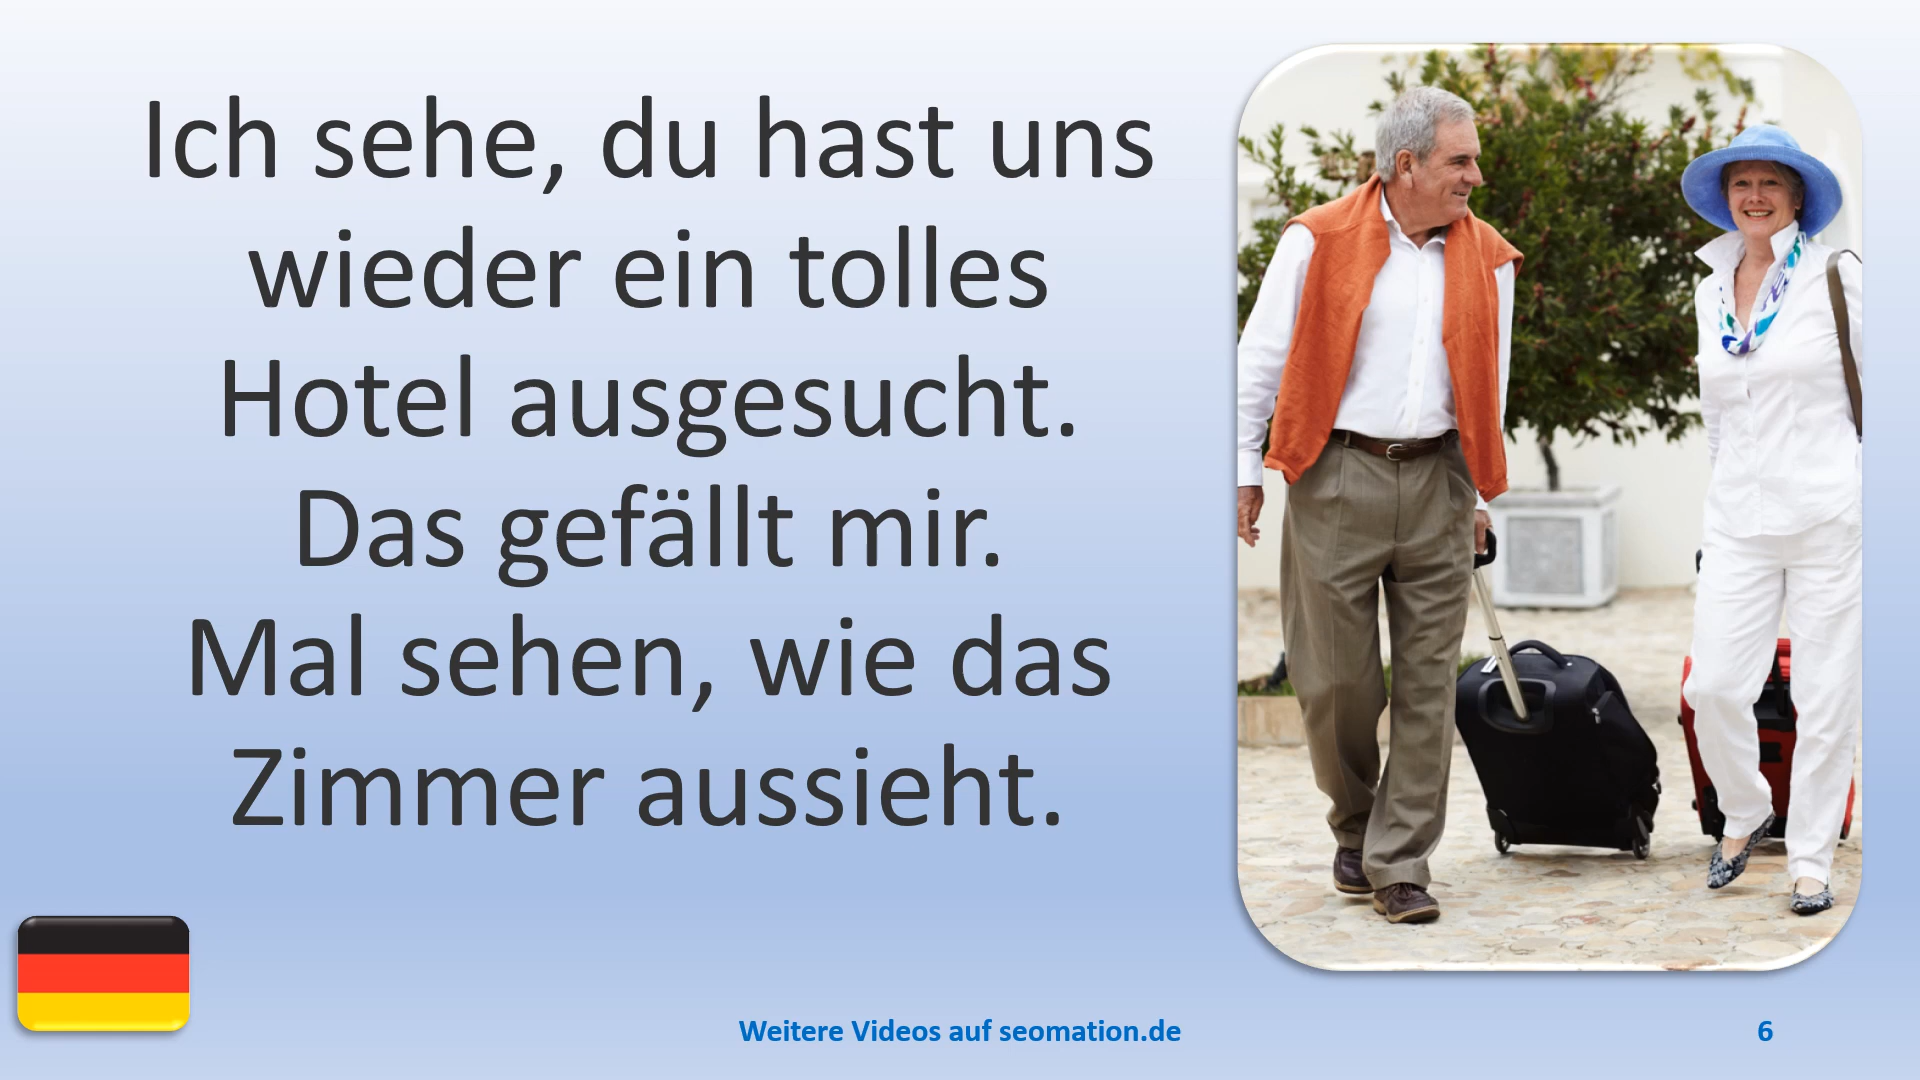 Ich sehe, du hast uns
wieder ein tolles
Hotel ausgesucht.
Das gefällt mir.
Mal sehen, wie das
Zimmer aussieht.
Weitere Videos auf seomation.de
6